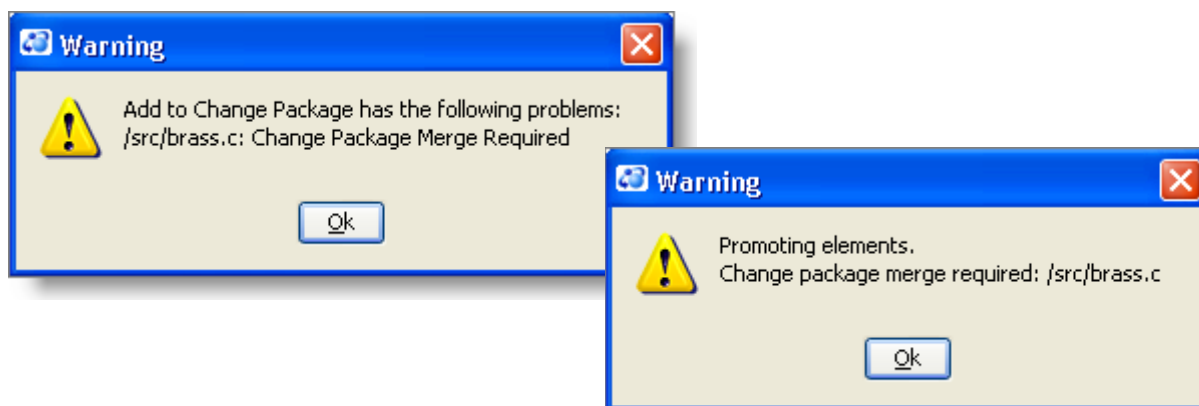 Warning
Add to Change Package has the following problems:
/src/brass.c: Change Package Merge Required
Ok
Warning
Promoting elements.
Change package merge required: /src/brass.c
Ok